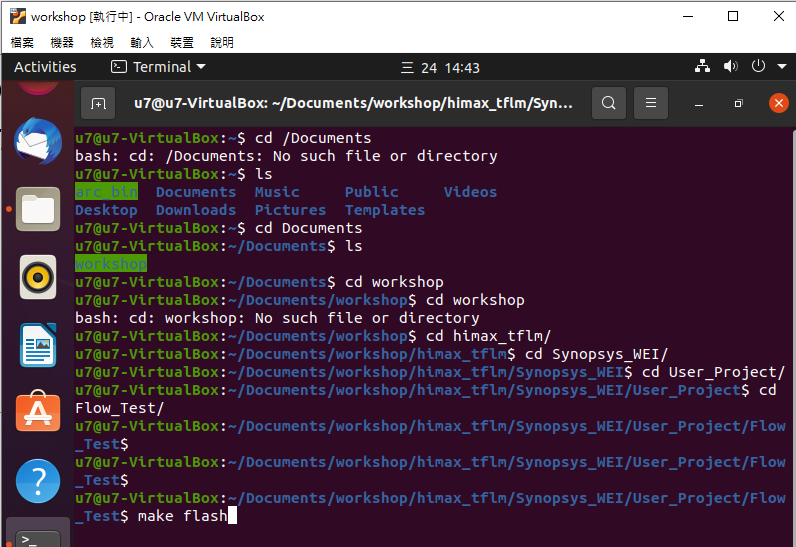 workshop [執行中] - Oracle VM VirtualBox
檔案 機器 檢視 輸入 裝置 說明
Activities Terminal 三 24 14:43
u7@u7-VirtualBox: ~/Documents/workshop/himax_tflm/Syn...
u7@u7-VirtualBox:~$ cd /Documents
bash: cd: /Documents: No such file or directory
u7@u7-VirtualBox:~$ ls
arc_bin Documents Music Public Videos
Desktop Downloads Pictures Templates
u7@u7-VirtualBox:~$ cd Documents
u7@u7-VirtualBox:~/Documents$ ls
workshop
u7@u7-VirtualBox:~/Documents$ cd workshop
u7@u7-VirtualBox:~/Documents/workshop$ cd workshop
bash: cd: workshop: No such file or directory
u7@u7-VirtualBox:~/Documents/workshop$ cd himax_tflm/
u7@u7-VirtualBox:~/Documents/workshop/himax_tflm$ cd Synopsys_WEI/
u7@u7-VirtualBox:~/Documents/workshop/himax_tflm/Synopsys_WEI$ cd User_Project/
u7@u7-VirtualBox:~/Documents/workshop/himax_tflm/Synopsys_WEI/User_Project$ cd
Flow_Test/
u7@u7-VirtualBox:~/Documents/workshop/himax_tflm/Synopsys_WEI/User_Project/Flow
_Test$
u7@u7-VirtualBox:~/Documents/workshop/himax_tflm/Synopsys_WEI/User_Project/Flow
_Test$
u7@u7-VirtualBox:~/Documents/workshop/himax_tflm/Synopsys_WEI/User_Project/Flow
_Test$ make flash